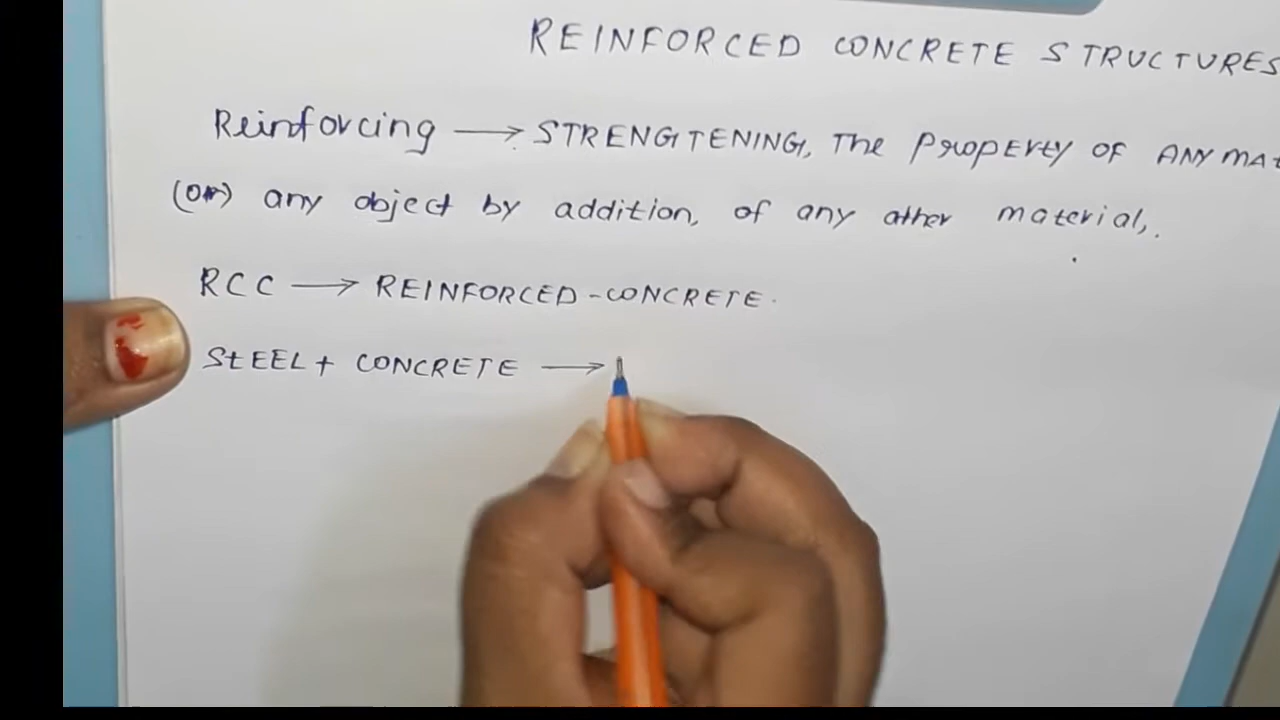 REINFORCED CONCRETE STRUCTURES
Reinforcing → STRENGTENING, The Property OF ANY MAT
(or) any object by addition, of any other material,.
RCC → REINFORCED-CONCRETE.
StEEL + CONCRETE →